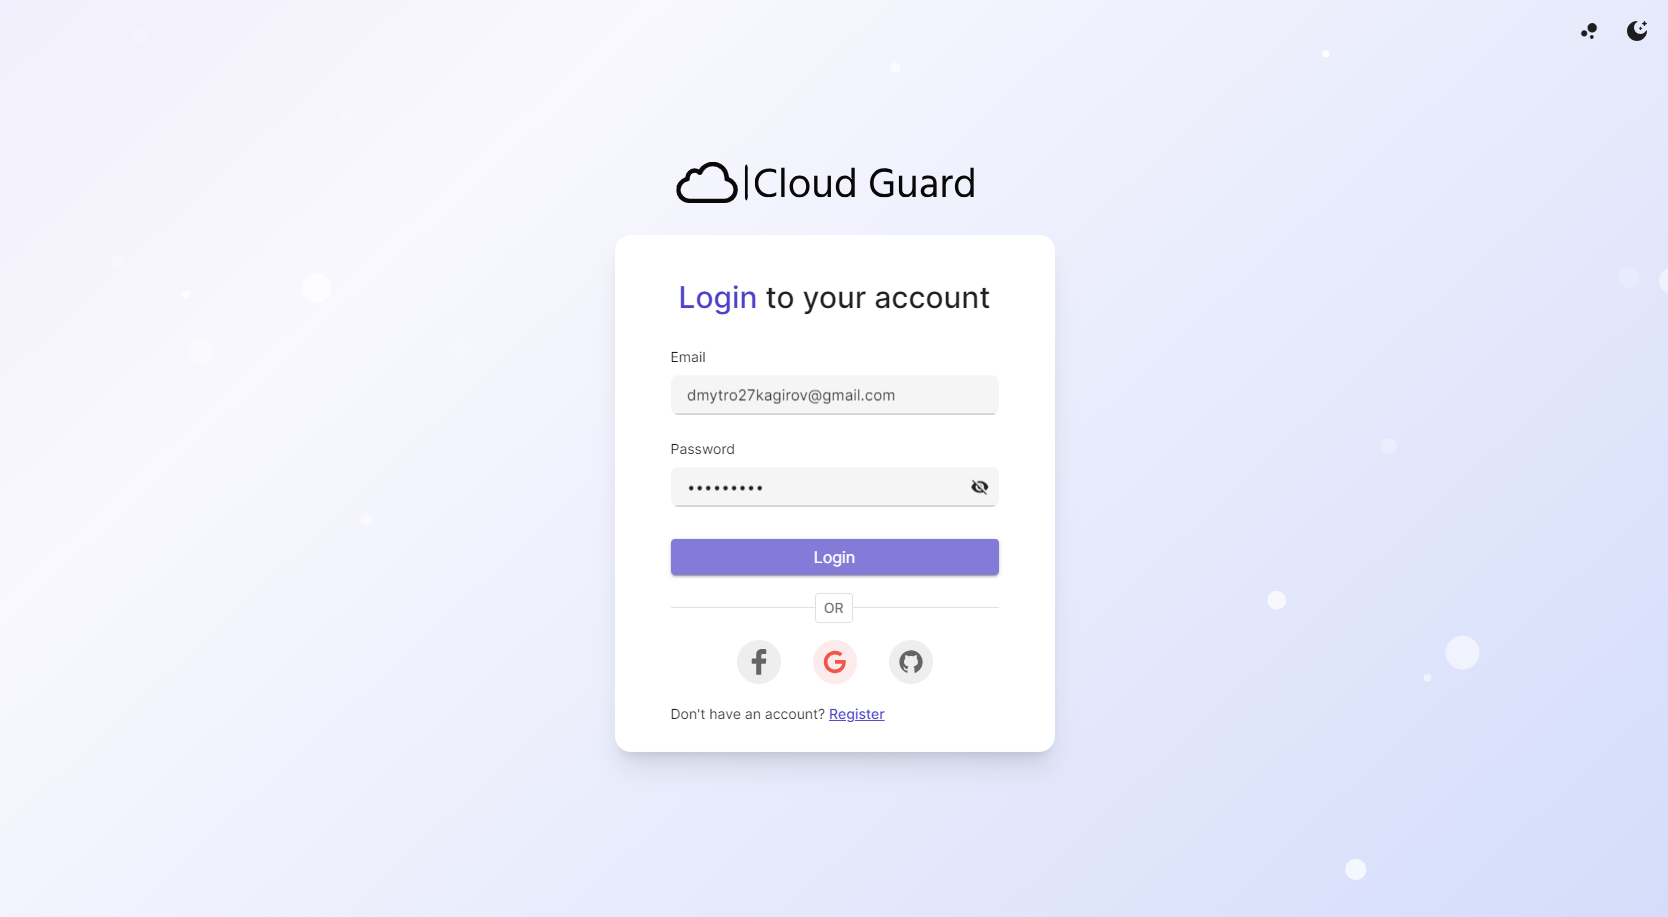 Cloud Guard
Login to your account
Email
dmytro27kagirov@gmail.com
Password
•••••••••
Login
OR
Don't have an account? Register